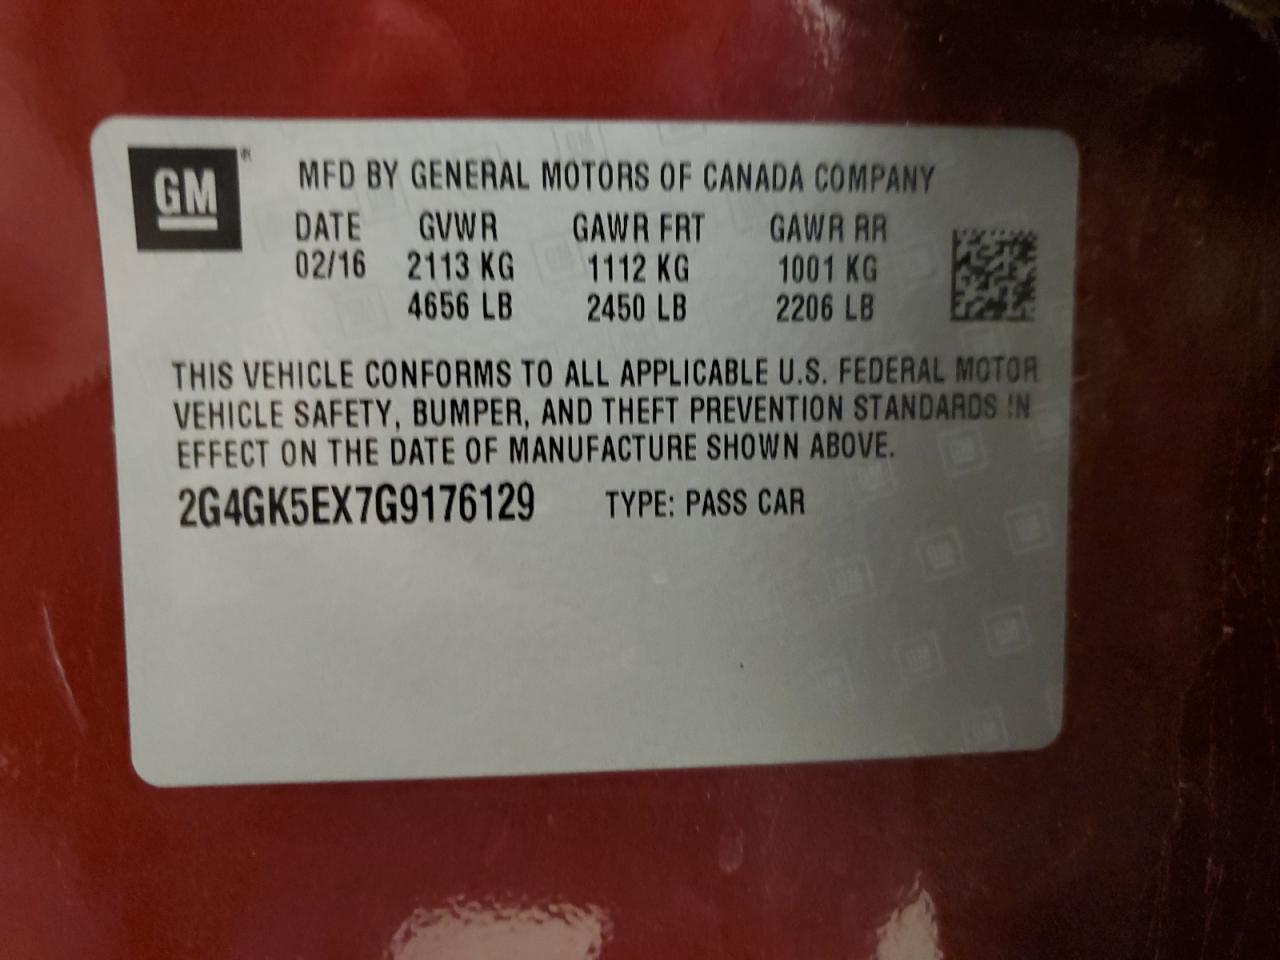 GM®
MFD BY GENERAL MOTORS OF CANADA COMPANY
DATE GVWR GAWR FRT GAWR RR
02/16 2113 KG 1112 KG 1001 KG
4656 LB 2450 LB 2206 LB
THIS VEHICLE CONFORMS TO ALL APPLICABLE U.S. FEDERAL MOTOR
VEHICLE SAFETY, BUMPER, AND THEFT PREVENTION STANDARDS IN
EFFECT ON THE DATE OF MANUFACTURE SHOWN ABOVE.
2G4GK5EX7G9176129 TYPE: PASS CAR